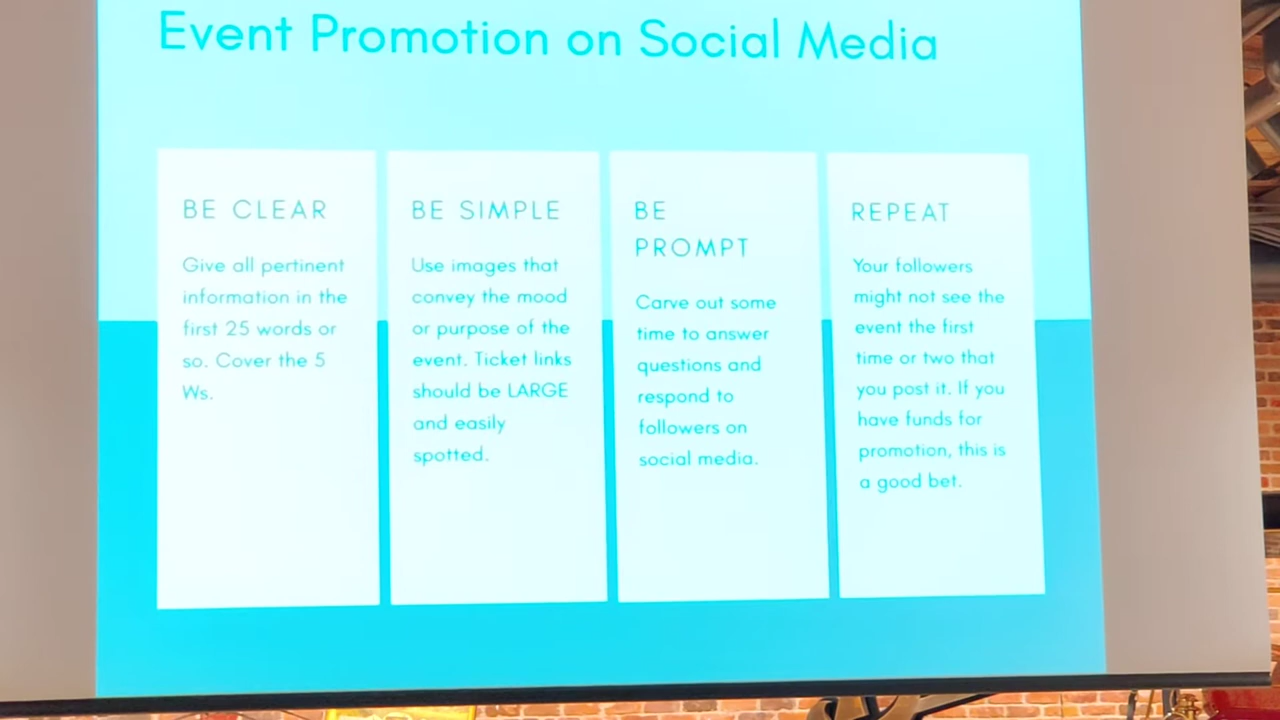 Event Promotion on Social Media
BE CLEAR
Give all pertinent
information in the
first 25 words or
so. Cover the 5
Ws.
BE SIMPLE
Use images that
convey the mood
or purpose of the
event. Ticket links
should be LARGE
and easily
spotted.
BE
PROMPT
Carve out some
time to answer
questions and
respond to
followers on
social media.
REPEAT
Your followers
might not see the
event the first
time or two that
you post it. If you
have funds for
promotion, this is
a good bet.